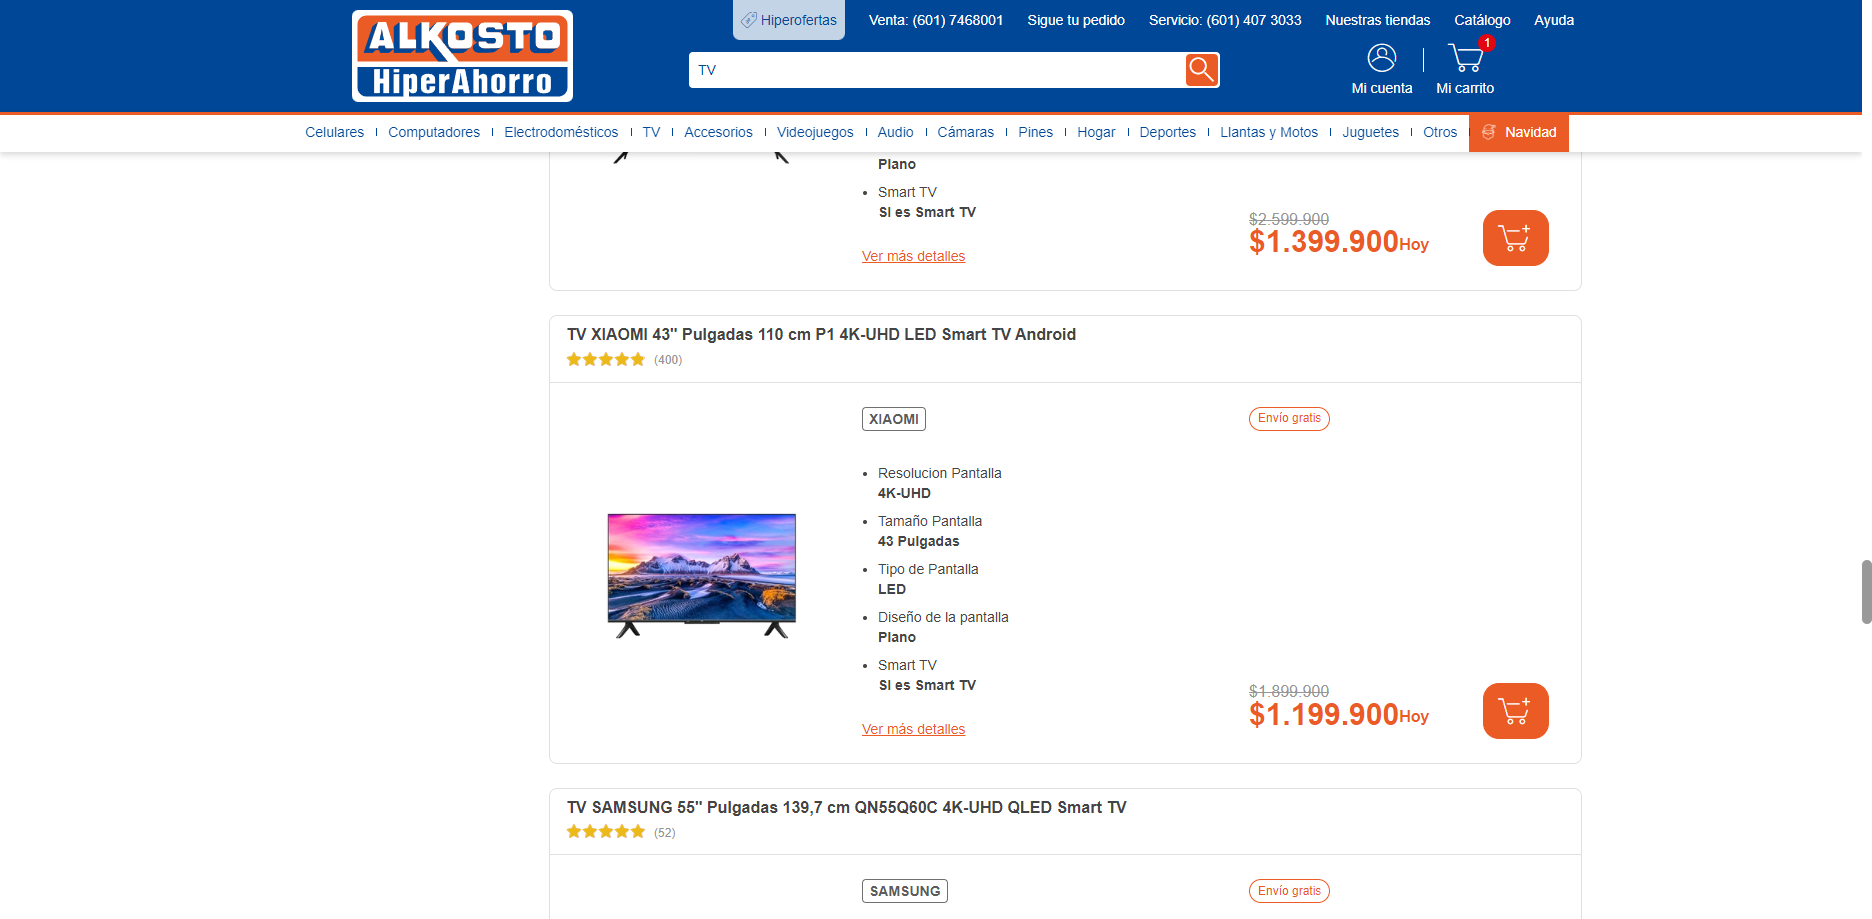 Hiperofertas
Venta: (601) 7468001
Sigue tu pedido
Servicio: (601) 407 3033
Nuestras tiendas
Catálogo
Ayuda
ALKOSTO
HiperAhorro
TV
1
Mi cuenta
Mi carrito
Celulares
Computadores
Electrodomésticos
TV
Accesorios
Videojuegos
Audio
Cámaras
Pines
Hogar
Deportes
Llantas y Motos
Juguetes
Otros
Navidad
Plano
Smart TV
SI es Smart TV
Ver más detalles
$2.599.900
$1.399.900Hoy
TV XIAOMI 43" Pulgadas 110 cm P1 4K-UHD LED Smart TV Android
(400)
XIAOMI
Envío gratis
Resolucion Pantalla
4K-UHD
Tamaño Pantalla
43 Pulgadas
Tipo de Pantalla
LED
Diseño de la pantalla
Plano
Smart TV
SI es Smart TV
Ver más detalles
$1.899.900
$1.199.900Hoy
TV SAMSUNG 55" Pulgadas 139,7 cm QN55Q60C 4K-UHD QLED Smart TV
(52)
SAMSUNG
Envío gratis